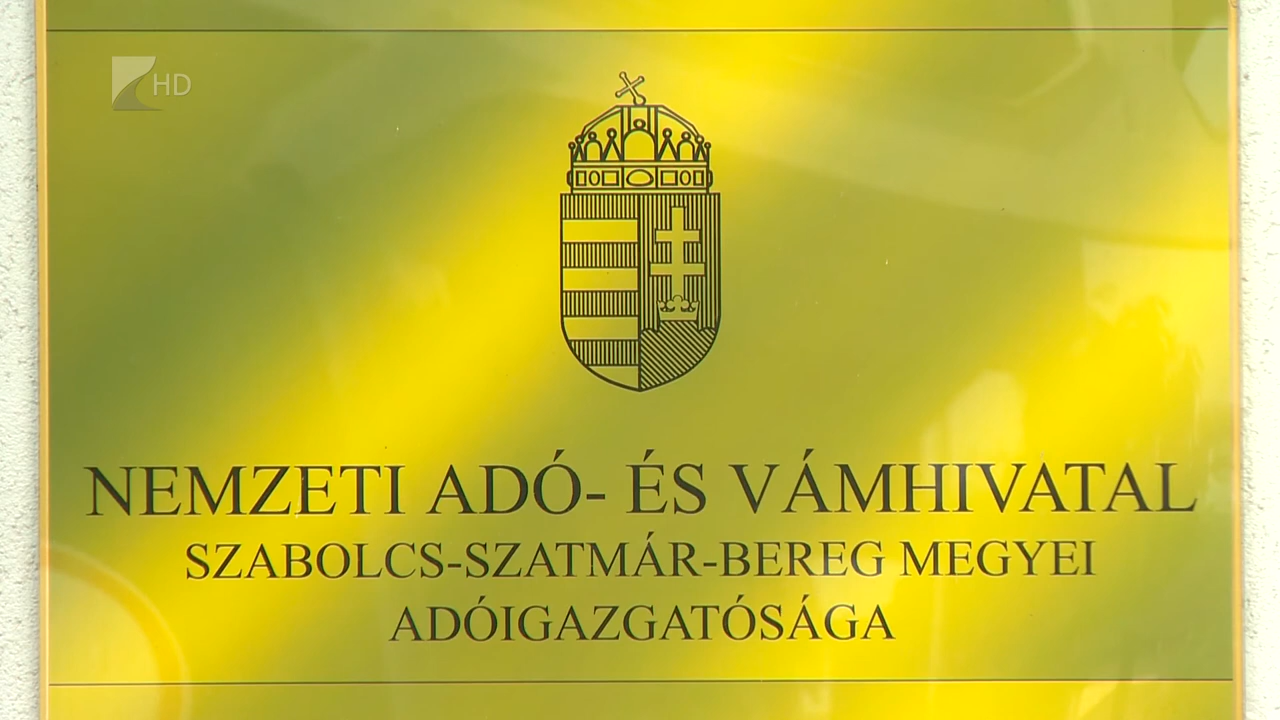 HD
NEMZETI ADÓ- ÉS VÁMHIVATAL
SZABOLCS-SZATMÁR-BEREG MEGYEI
ADÓIGAZGATÓSÁGA